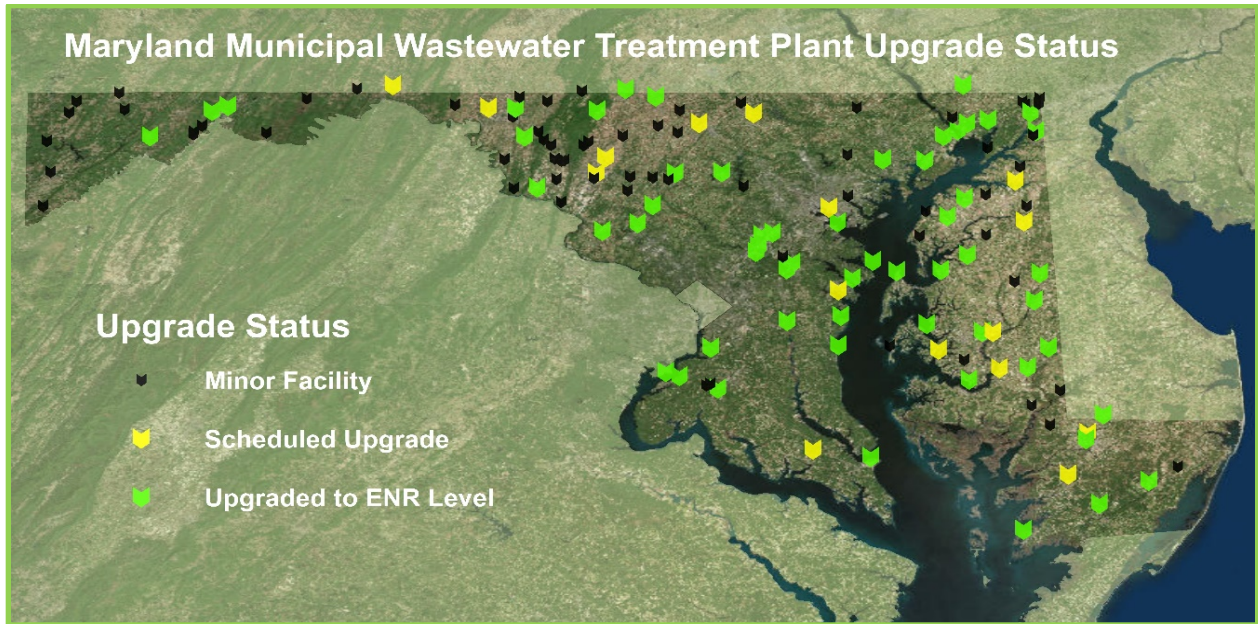 Maryland Municipal Wastewater Treatment Plant Upgrade Status
Upgrade Status
Minor Facility
Scheduled Upgrade
Upgraded to ENR Level